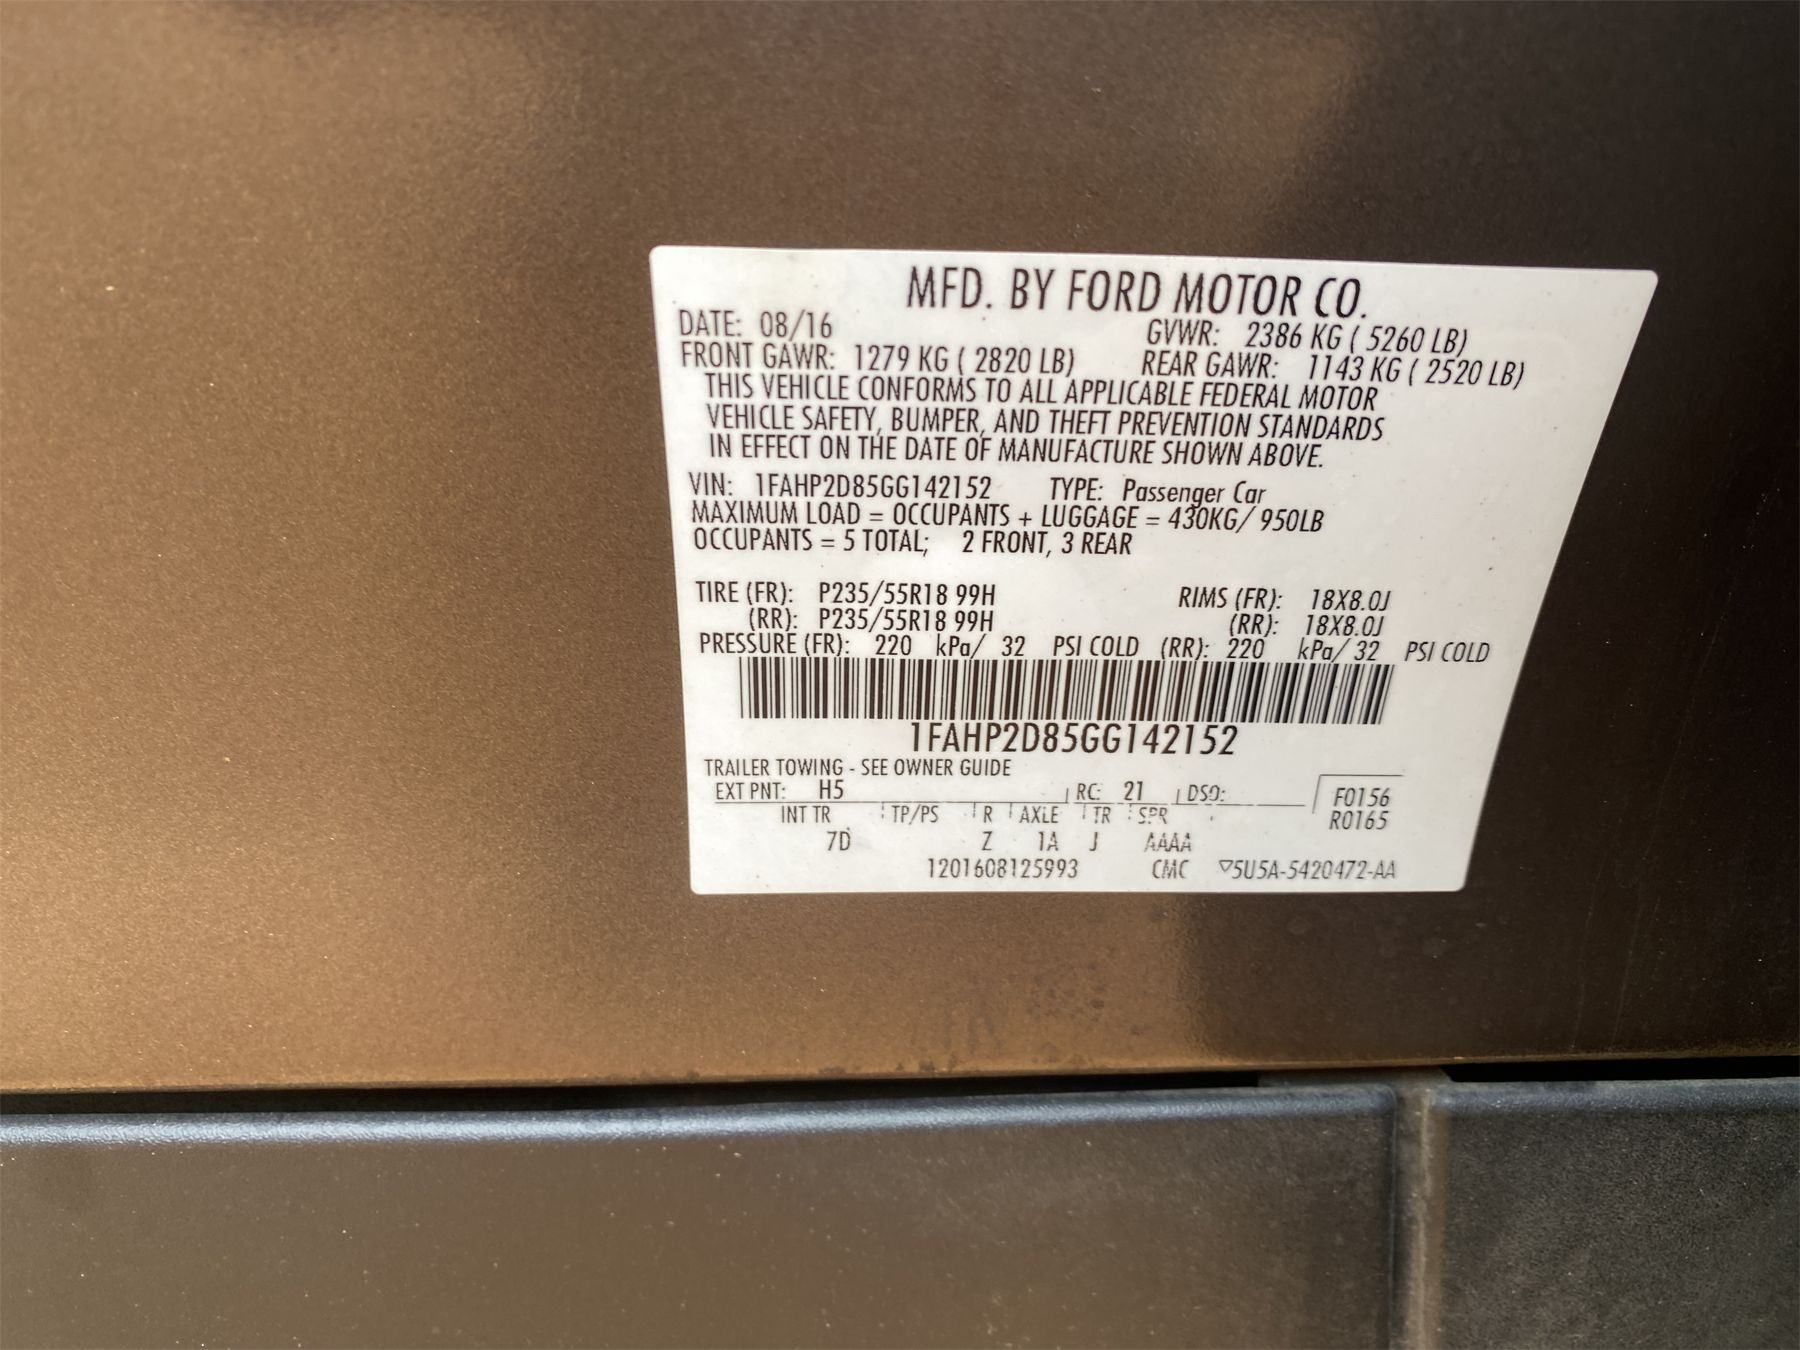 MFD. BY FORD MOTOR CO.
DATE: 08/16 GVWR: 2386 KG ( 5260 LB)
FRONT GAWR: 1279 KG ( 2820 LB) REAR GAWR: 1143 KG ( 2520 LB)
THIS VEHICLE CONFORMS TO ALL APPLICABLE FEDERAL MOTOR
VEHICLE SAFETY, BUMPER, AND THEFT PREVENTION STANDARDS
IN EFFECT ON THE DATE OF MANUFACTURE SHOWN ABOVE.
VIN: 1FAHP2D85GG142152 TYPE: Passenger Car
MAXIMUM LOAD = OCCUPANTS + LUGGAGE = 430KG/ 950LB
OCCUPANTS = 5 TOTAL; 2 FRONT, 3 REAR
TIRE (FR): P235/55R18 99H RIMS (FR): 18X8.0J
(RR): P235/55R18 99H (RR): 18X8.0J
PRESSURE (FR): 220 kPa/ 32 PSI COLD (RR): 220 kPa/ 32 PSI COLD
1FAHP2D85GG142152
TRAILER TOWING - SEE OWNER GUIDE
EXT PNT: H5 RC: 21 DSO: F0156
INT TR TP/PS R AXLE TR SPR R0165
7D Z 1A J AAAA
1201608125993 CMC ▽5U5A-5420472-AA